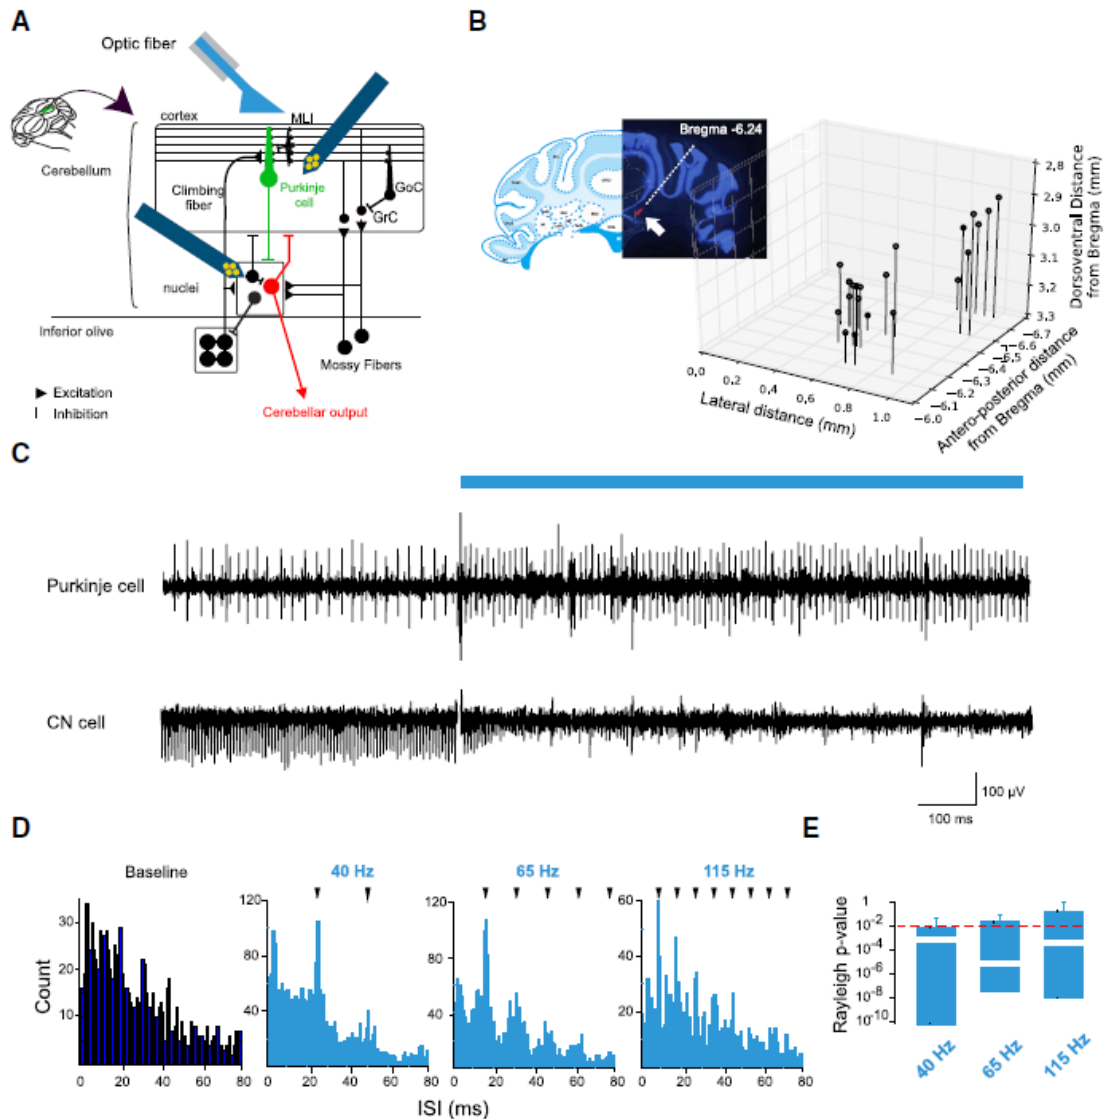 A
Optic fiber
cortex
MLI
Cerebellum
Climbing
fiber
Purkinje
cell
GoC
GrC
nuclei
Inferior olive
Mossy Fibers
Excitation
Inhibition
Cerebellar output
B
Bregma -6.24
2,8
2.9
3.0
3.1
3.2
3.3
Dorsoventral Distance
from Bregma (mm)
0,0
0.2
0.4
0.6
0.8
1.0
Lateral distance (mm)
−6.0
−6.1
−6.2
−6.3
−6.4
−6.5
−6.6
−6.7
Antero-posterior distance
from Bregma (mm)
C
Purkinje cell
CN cell
100 µV
100 ms
D
Baseline
40 Hz
65 Hz
115 Hz
Count
30
20
10
0
20
40
60
80
120
80
40
0
20
40
60
80
120
80
40
0
20
40
60
80
60
40
20
0
20
40
60
80
ISI (ms)
E
Rayleigh p-value
1
10⁻²
10⁻⁴
10⁻⁶
10⁻⁸
10⁻¹⁰
40 Hz
65 Hz
115 Hz